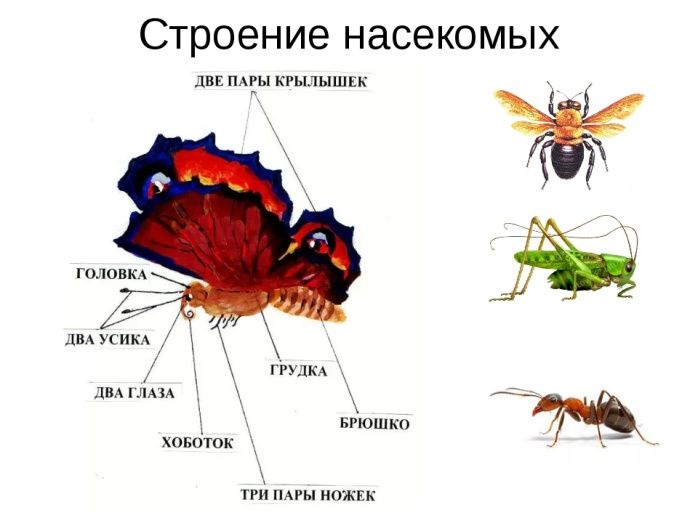 Строение насекомых
ДВЕ ПАРЫ КРЫЛЫШЕК
ГОЛОВКА
ДВА УСИКА
ДВА ГЛАЗА
ХОБОТОК
ГРУДКА
БРЮШКО
ТРИ ПАРЫ НОЖЕК